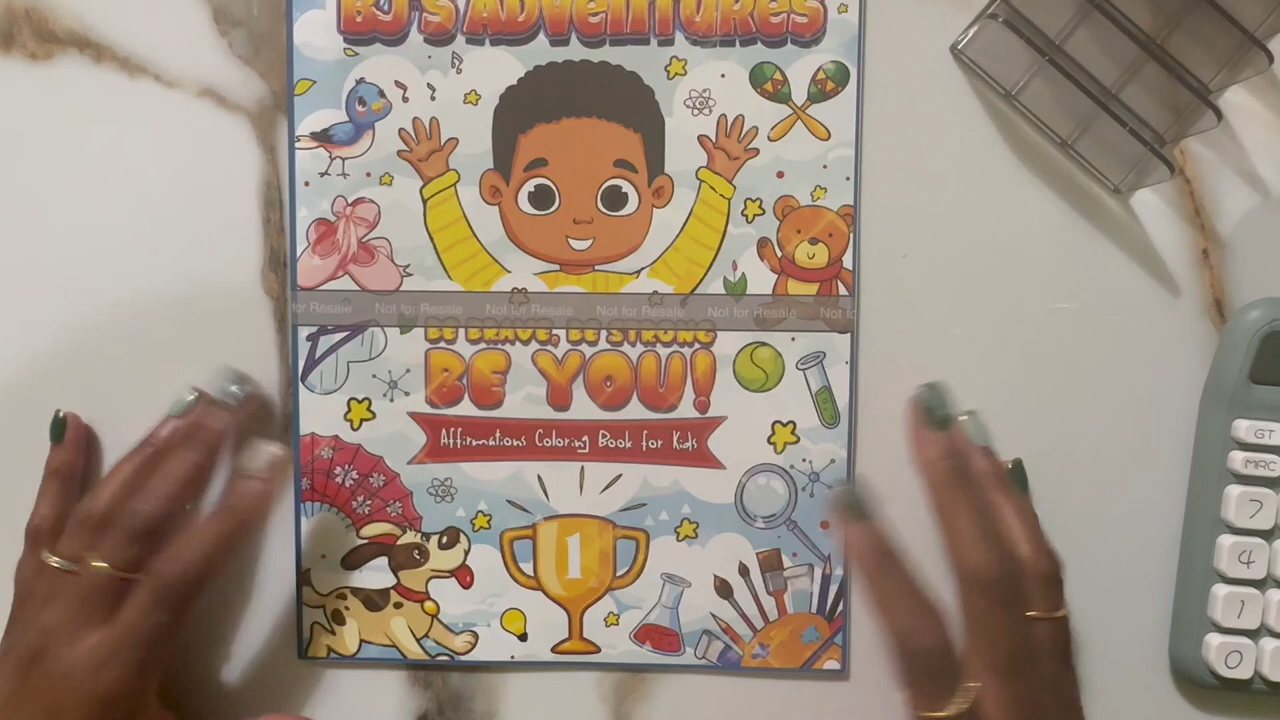 BJ's ADVENTURES
for Resale Not for Resale Not for Resale Not for Resale Not for Resale Not fo
BE BRAVE, BE STRONG
BE YOU!
Affirmations Coloring Book for Kids
1
GT
MRC
7
4
1
0